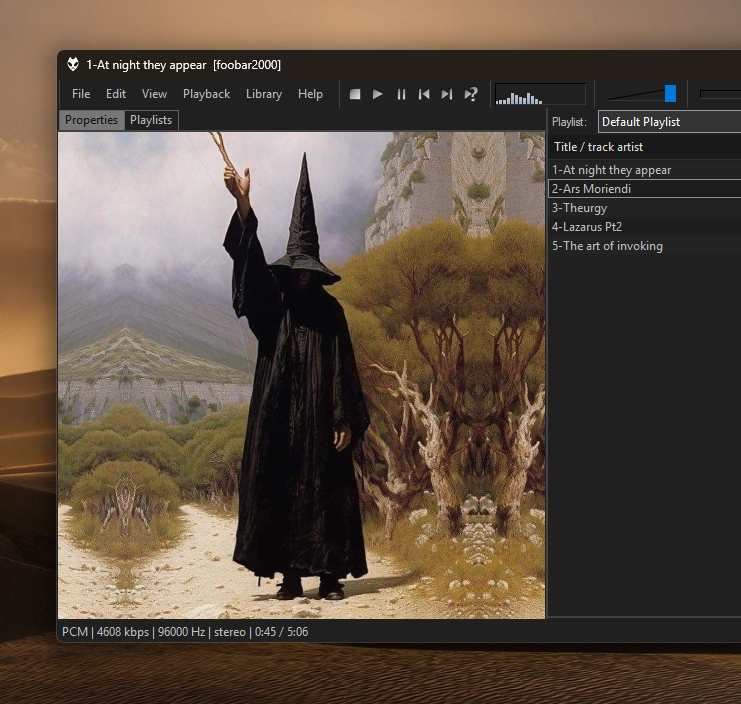 1-At night they appear [foobar2000]
File Edit View Playback Library Help
Properties Playlists
Playlist: Default Playlist
Title / track artist
1-At night they appear
2-Ars Moriendi
3-Theurgy
4-Lazarus Pt2
5-The art of invoking
PCM | 4608 kbps | 96000 Hz | stereo | 0:45 / 5:06